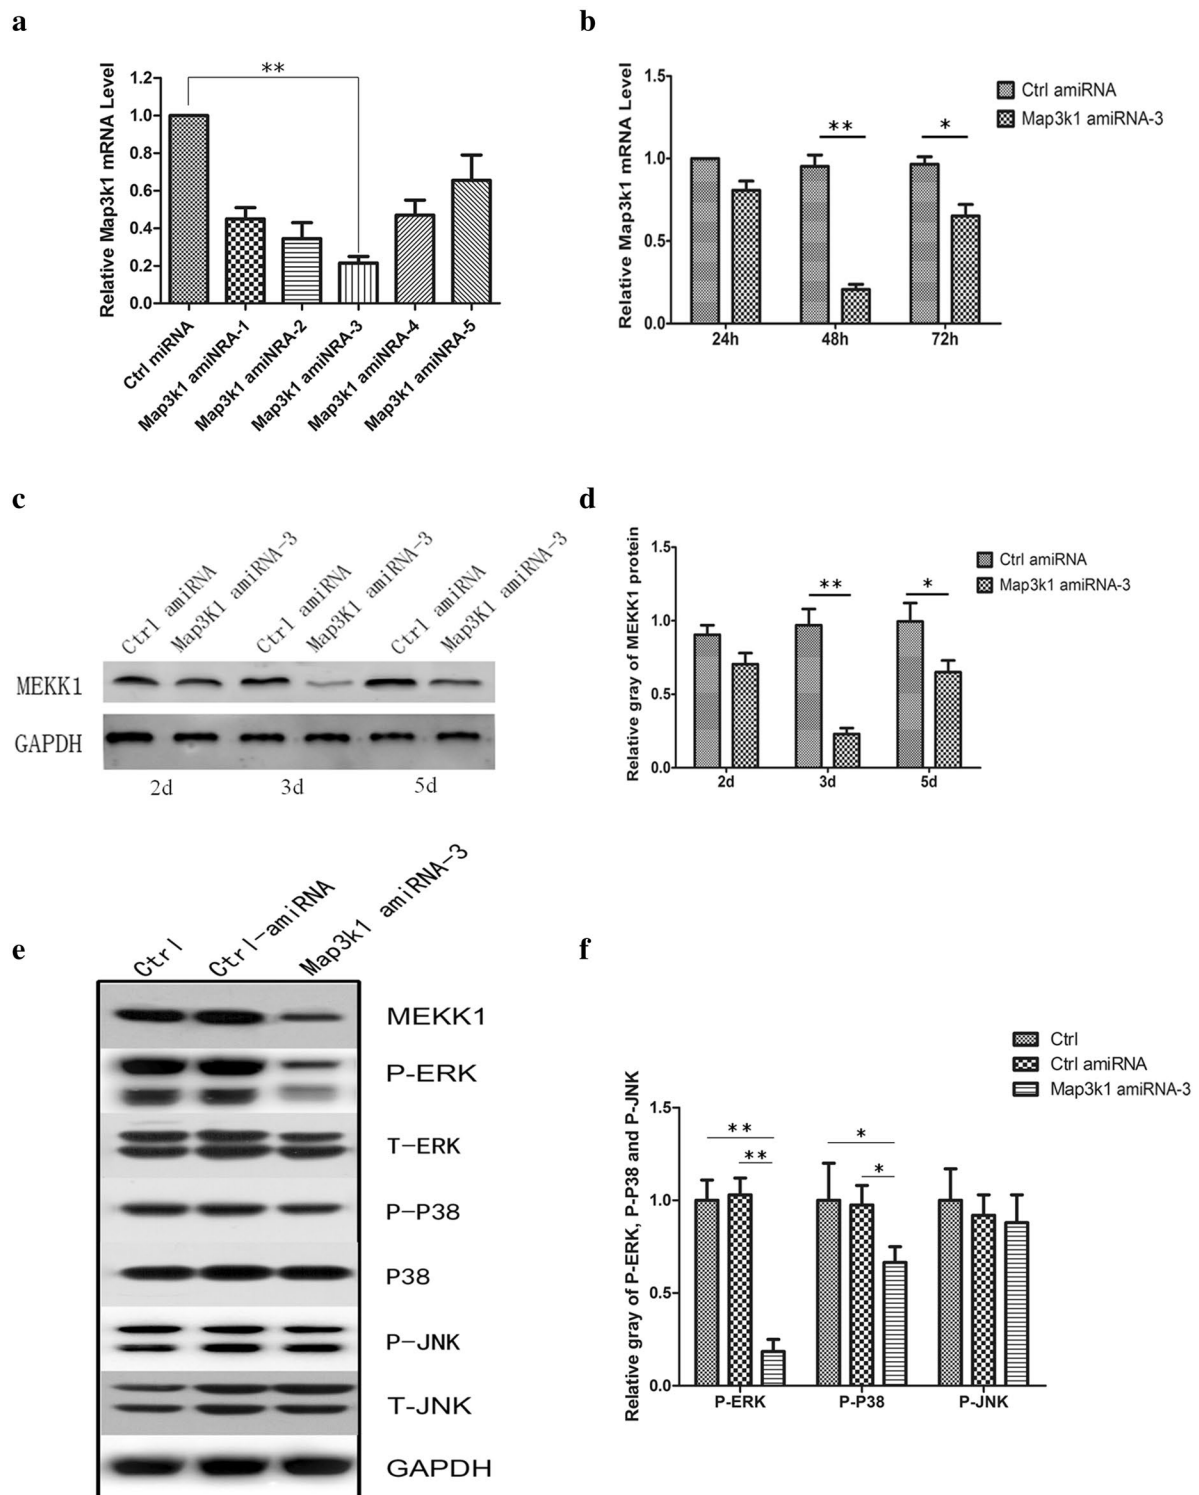 a
Relative Map3k1 mRNA Level
1.2
1.0
0.8
0.6
0.4
0.2
0.0
**
Ctrl miRNA
Map3k1 amiNRA-1
Map3k1 amiNRA-2
Map3k1 amiNRA-3
Map3k1 amiNRA-4
Map3k1 amiNRA-5
b
Relative Map3k1 mRNA Level
1.5
1.0
0.5
0.0
**
*
24h
48h
72h
Ctrl amiRNA
Map3k1 amiRNA-3
c
Ctrl amiRNA
Map3K1 amiRNA-3
Ctrl amiRNA
Map3K1 amiRNA-3
Ctrl amiRNA
Map3K1 amiRNA-3
MEKK1
GAPDH
2d
3d
5d
d
Relative gray of MEKK1 protein
1.5
1.0
0.5
0.0
**
*
2d
3d
5d
Ctrl amiRNA
Map3k1 amiRNA-3
e
Ctrl
Ctrl-amiRNA
Map3k1 amiRNA-3
MEKK1
P-ERK
T-ERK
P-P38
P38
P-JNK
T-JNK
GAPDH
f
Relative gray of P-ERK, P-P38 and P-JNK
1.5
1.0
0.5
0.0
**
**
*
*
P-ERK
P-P38
P-JNK
Ctrl
Ctrl amiRNA
Map3k1 amiRNA-3